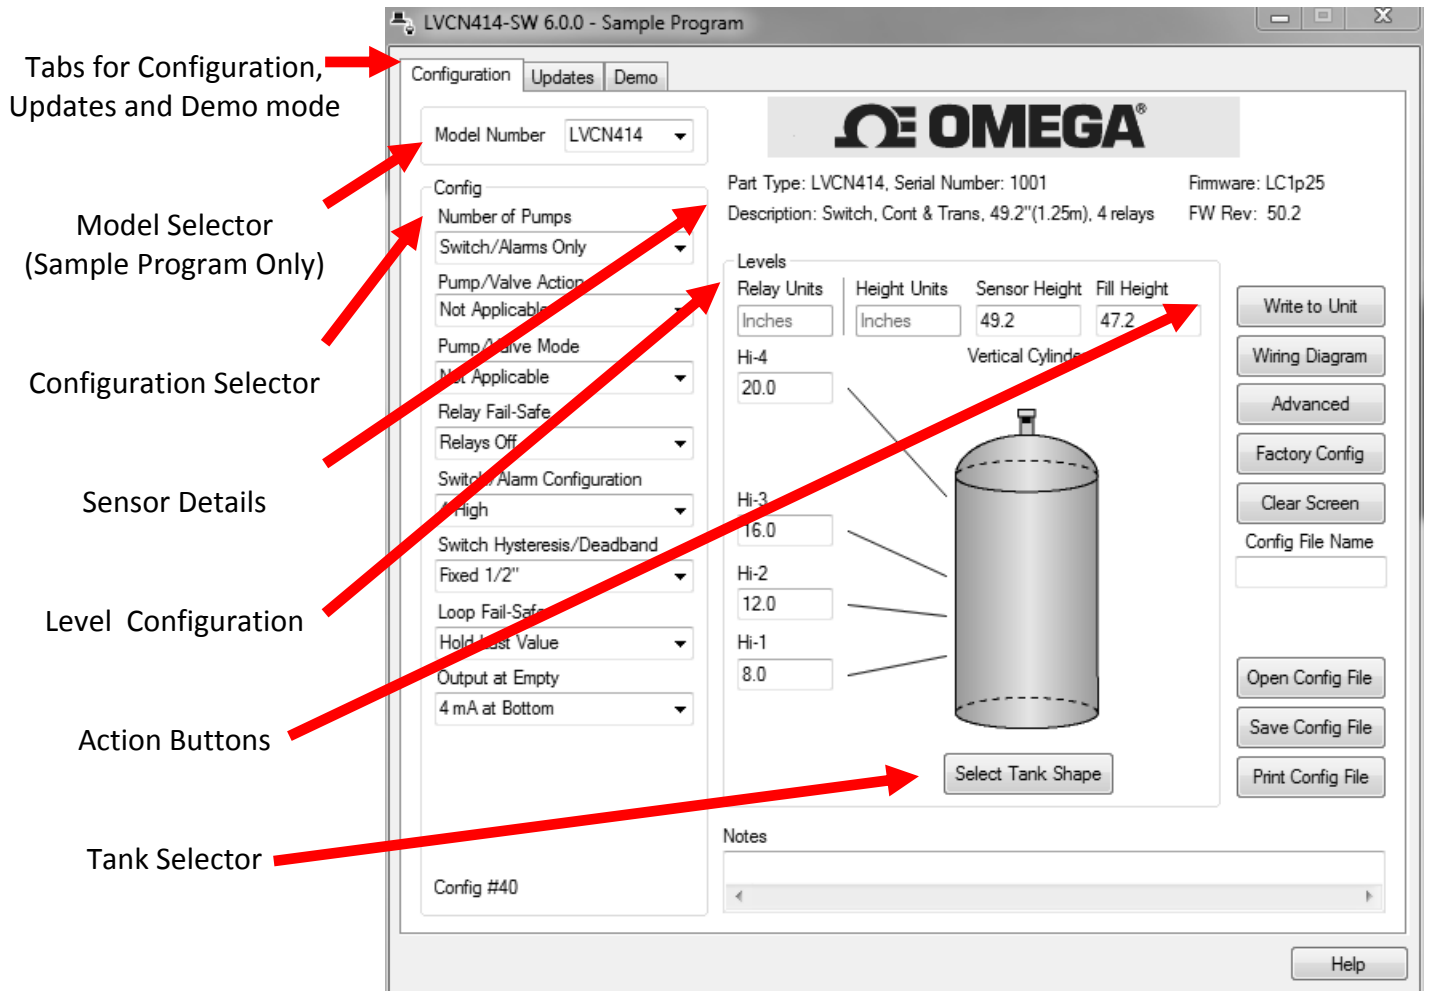 LVCN414-SW 6.0.0 - Sample Program
Tabs for Configuration,
Updates and Demo mode
Model Selector
(Sample Program Only)
Configuration Selector
Sensor Details
Level Configuration
Action Buttons
Tank Selector
Configuration Updates Demo
Model Number LVCN414
Config
Number of Pumps
Switch/Alarms Only
Pump/Valve Action
Not Applicable
Pump/Valve Mode
Not Applicable
Relay Fail-Safe
Relays Off
Switch/Alarm Configuration
4 High
Switch Hysteresis/Deadband
Fixed 1/2"
Loop Fail-Safe
Hold Last Value
Output at Empty
4 mA at Bottom
Config #40
ΩE OMEGA®
Part Type: LVCN414, Serial Number: 1001 Firmware: LC1p25
Description: Switch, Cont & Trans, 49.2"(1.25m), 4 relays FW Rev: 50.2
Levels
Relay Units Height Units Sensor Height Fill Height
Inches Inches 49.2 47.2
Vertical Cylinder
Hi-4
20.0
Hi-3
16.0
Hi-2
12.0
Hi-1
8.0
Select Tank Shape
Write to Unit
Wiring Diagram
Advanced
Factory Config
Clear Screen
Config File Name
Open Config File
Save Config File
Print Config File
Notes
Help